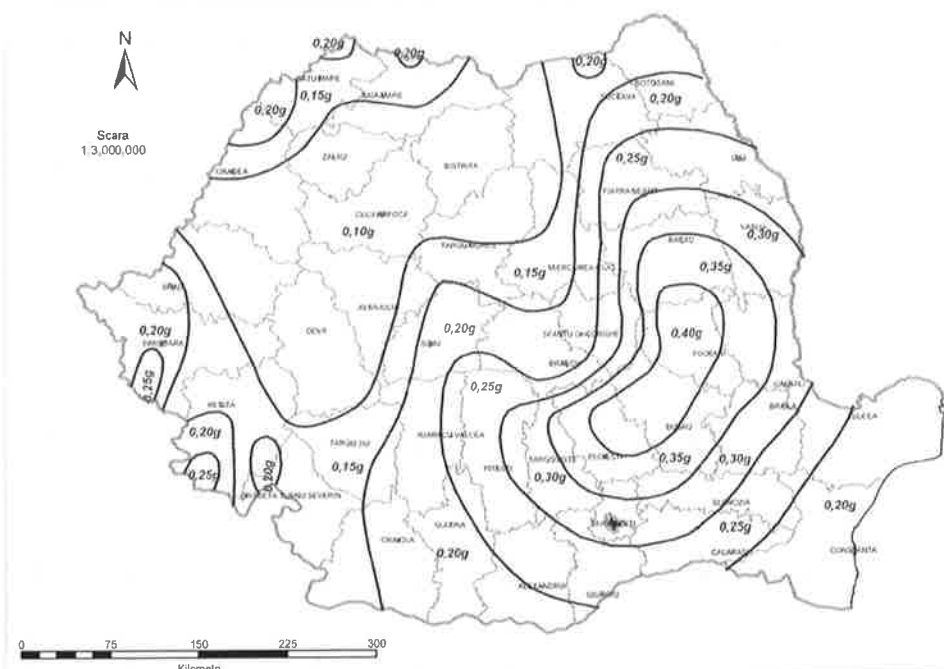 N
Scara
1:3,000,000
0,20g
0,20g
0,20g
SATU MARE
0,15g
BAIA MARE
0,20g
BOTOSANI
SUCEAVA
0,20g
ORADEA
ZALAU
BISTRITA
0,25g
IASI
PIATRA NEAMT
CLUJ-NAPOCA
0,10g
TARGU MURES
VASLUI
0,30g
BACAU
0,15g
MIERCUREA CIUC
0,35g
ARAD
ALBA IULIA
0,20g
TIMISOARA
DEVA
0,20g
SIBIU
SFANTU GHEORGHE
0,40g
FOCSANI
BRASOV
0,25g
0,25g
GALATI
RESITA
BRAILA
TULCEA
0,20g
TARGU JIU
RAMNICU VALCEA
BUZAU
0,25g
0,20g
0,15g
PITESTI
TARGOVISTE
PLOIESTI
0,35g
0,30g
0,30g
DROBETA TURNU SEVERIN
SLOBOZIA
0,20g
CRAIOVA
SLATINA
BUCURESTI
0,25g
0,20g
CALARASI
CONSTANTA
ALEXANDRIA
GIURGIU
0 75 150 225 300